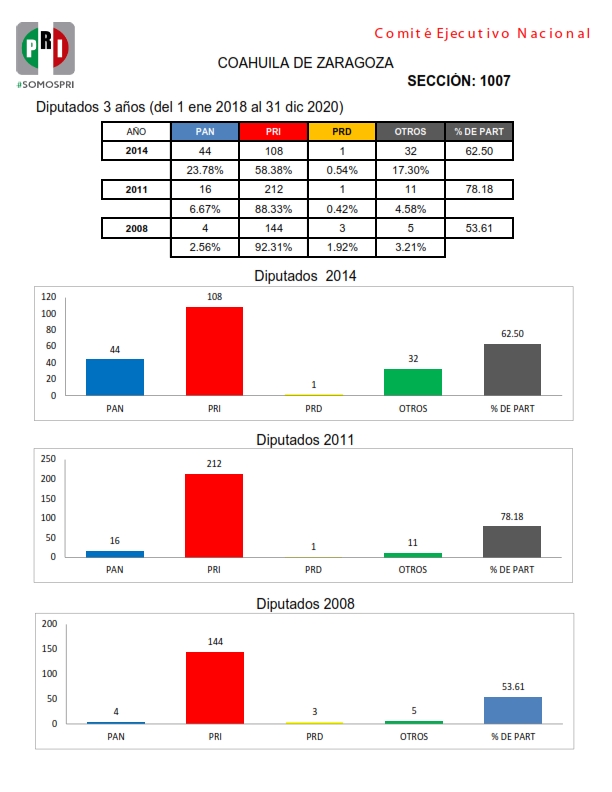 Comité Ejecutivo Nacional
PRI
#SOMOSPRI
COAHUILA DE ZARAGOZA
SECCIÓN: 1007
Diputados 3 años (del 1 ene 2018 al 31 dic 2020)
AÑO PAN PRI PRD OTROS % DE PART
2014 44 108 1 32 62.50
23.78% 58.38% 0.54% 17.30%
2011 16 212 1 11 78.18
6.67% 88.33% 0.42% 4.58%
2008 4 144 3 5 53.61
2.56% 92.31% 1.92% 3.21%
Diputados 2014
120
100
80
60
40
20
0
44 108 1 32 62.50
PAN PRI PRD OTROS % DE PART
Diputados 2011
250
200
150
100
50
0
16 212 1 11 78.18
PAN PRI PRD OTROS % DE PART
Diputados 2008
200
150
100
50
0
4 144 3 5 53.61
PAN PRI PRD OTROS % DE PART